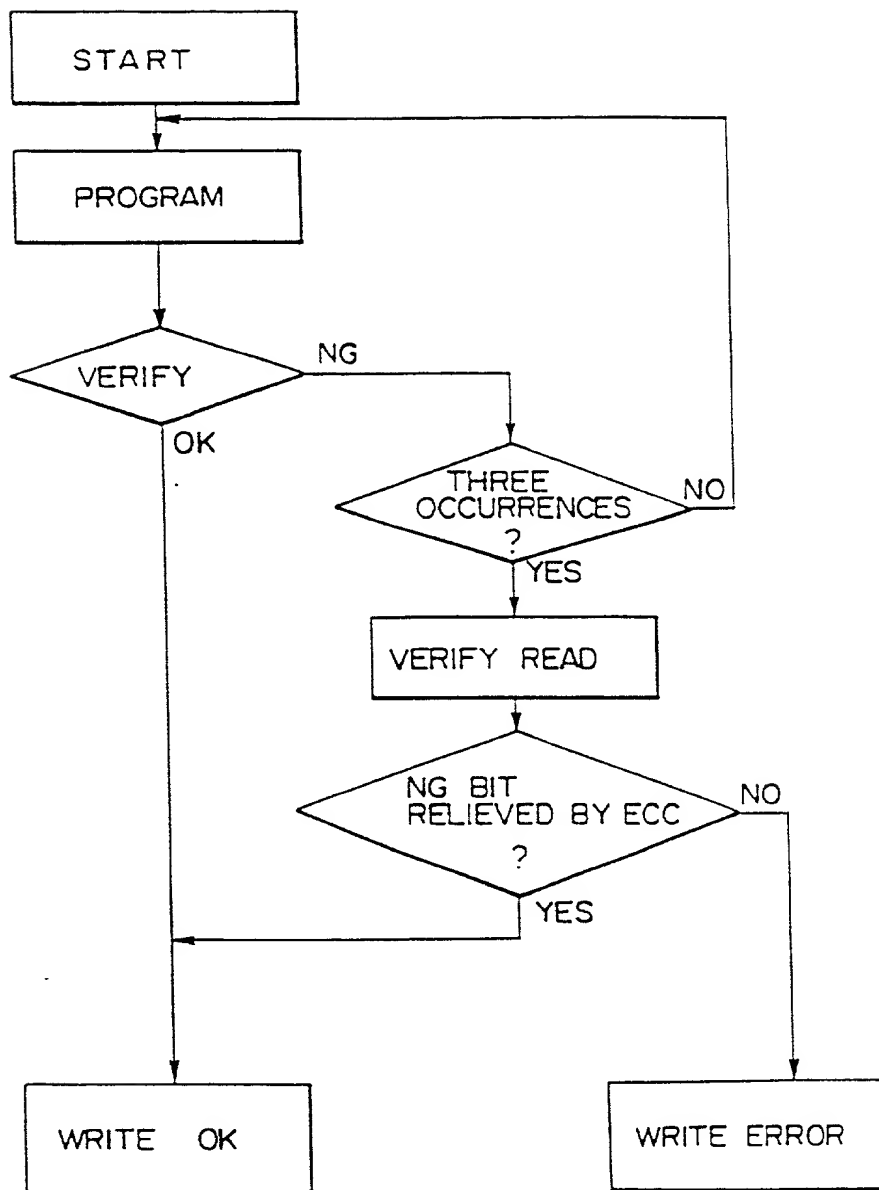 START
PROGRAM
VERIFY
NG
OK
THREE
OCCURRENCES
?
NO
YES
VERIFY READ
NG BIT
RELIEVED BY ECC
?
NO
YES
WRITE OK
WRITE ERROR